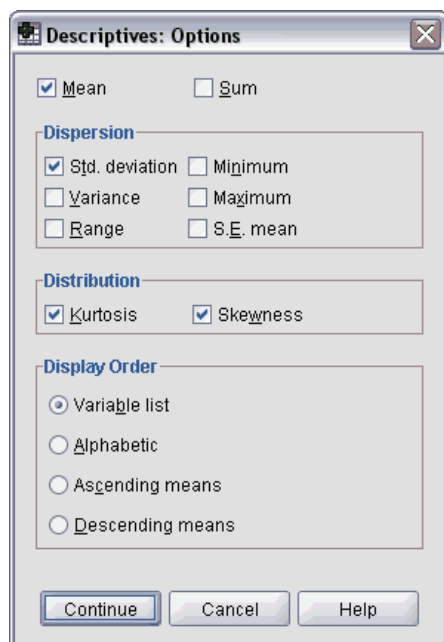 Descriptives: Options
Mean Sum
Dispersion
Std. deviation Minimum
Variance Maximum
Range S.E. mean
Distribution
Kurtosis Skewness
Display Order
Variable list
Alphabetic
Ascending means
Descending means
Continue Cancel Help